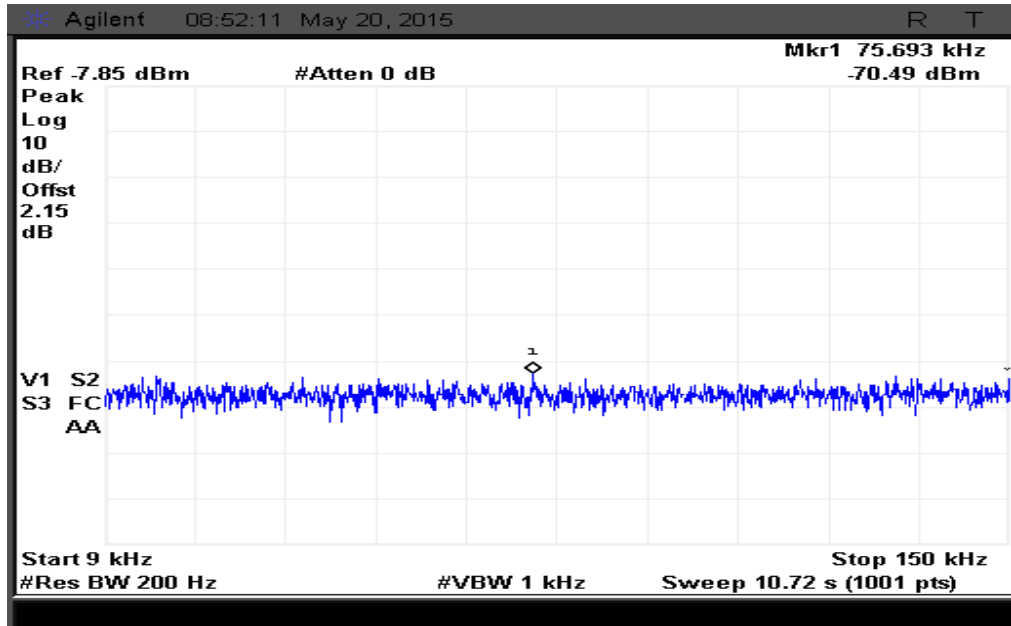 Agilent 08:52:11 May 20, 2015 R T
Mkr1 75.693 kHz
Ref -7.85 dBm #Atten 0 dB -70.49 dBm
Peak
Log
10
dB/
Offst
2.15
dB
1
V1 S2
S3 FC
AA
Start 9 kHz Stop 150 kHz
#Res BW 200 Hz #VBW 1 kHz Sweep 10.72 s (1001 pts)